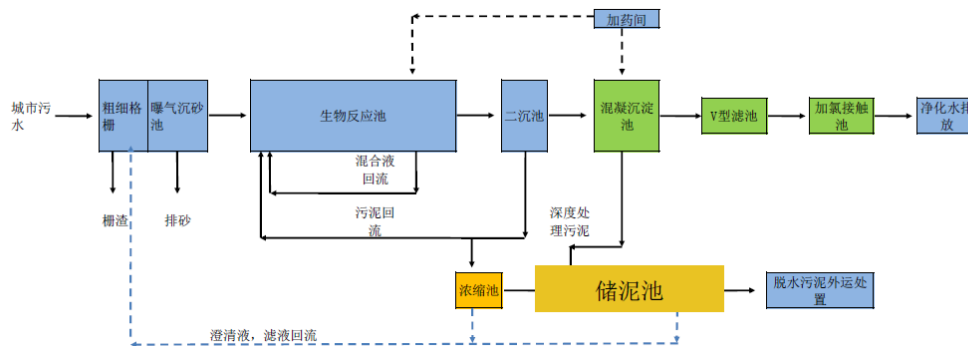 加药间
城市污
水
粗细格
栅
曝气沉砂
池
生物反应池
二沉池
混凝沉淀
池
V型滤池
加氯接触
池
净化水排
放
混合液
回流
栅渣
排砂
污泥回
流
深度处
理污泥
浓缩池
储泥池
脱水污泥外运处
置
澄清液，滤液回流